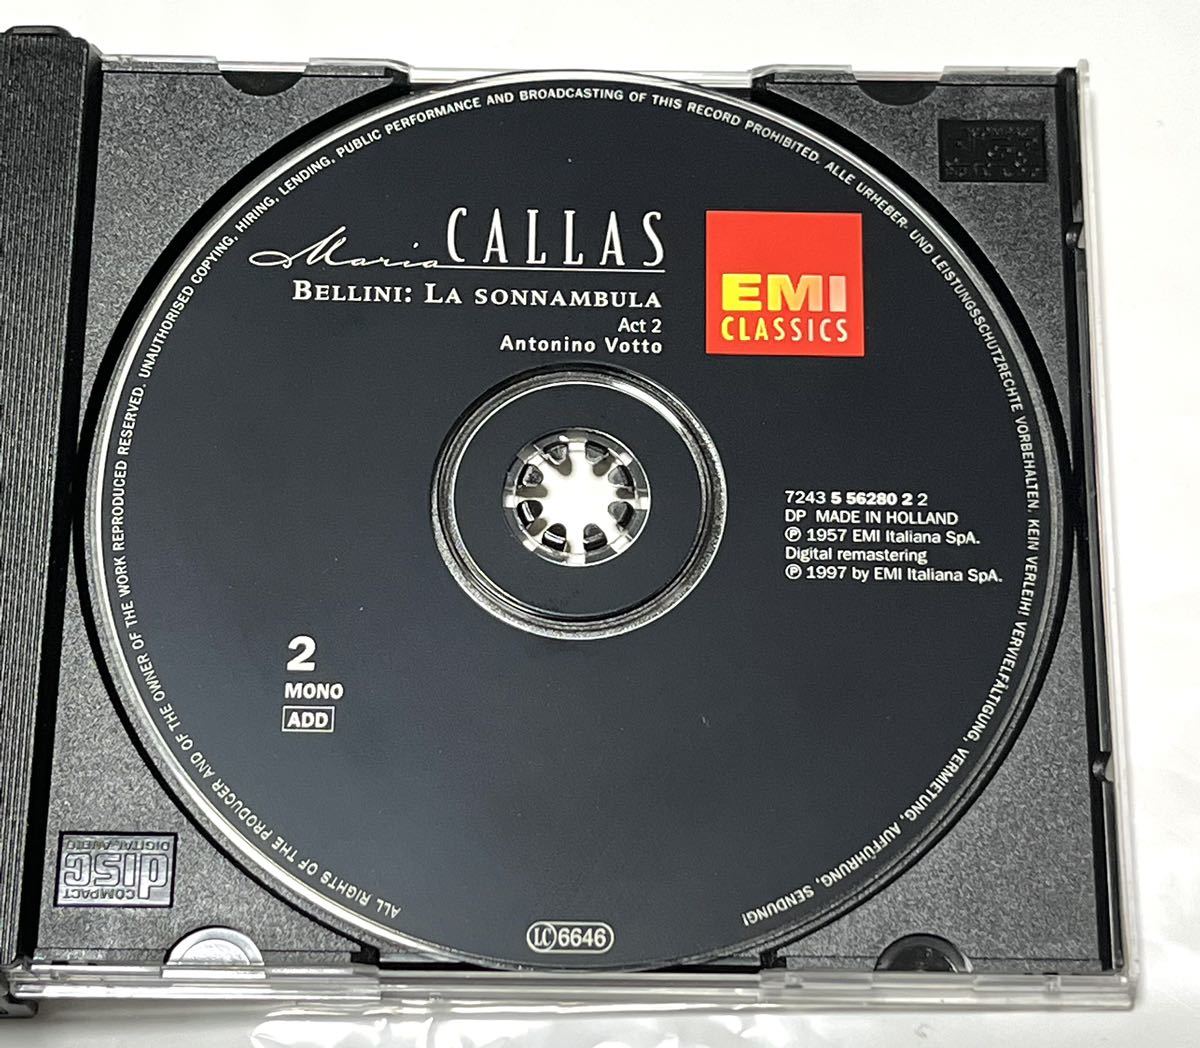 Maria CALLAS
BELLINI: LA SONNAMBULA
Act 2
Antonino Votto
EMI
CLASSICS
7243 5 56280 2 2
DP MADE IN HOLLAND
℗ 1957 EMI Italiana SpA.
Digital remastering
℗ 1997 by EMI Italiana SpA.
2
MONO
ADD
LC 6646
ALL RIGHTS OF THE PRODUCER AND OF THE OWNER OF THE WORK REPRODUCED RESERVED. UNAUTHORISED COPYING, HIRING, LENDING, PUBLIC PERFORMANCE AND BROADCASTING OF THIS RECORD PROHIBITED. ALLE URHEBER- UND LEISTUNGSSCHUTZRECHTE VORBEHALTEN. KEIN VERLEIH! VERVIELFÄLTIGUNG, VERMIETUNG, AUFFÜHRUNG, SENDUNG!
COMPACT
disc
DIGITAL AUDIO